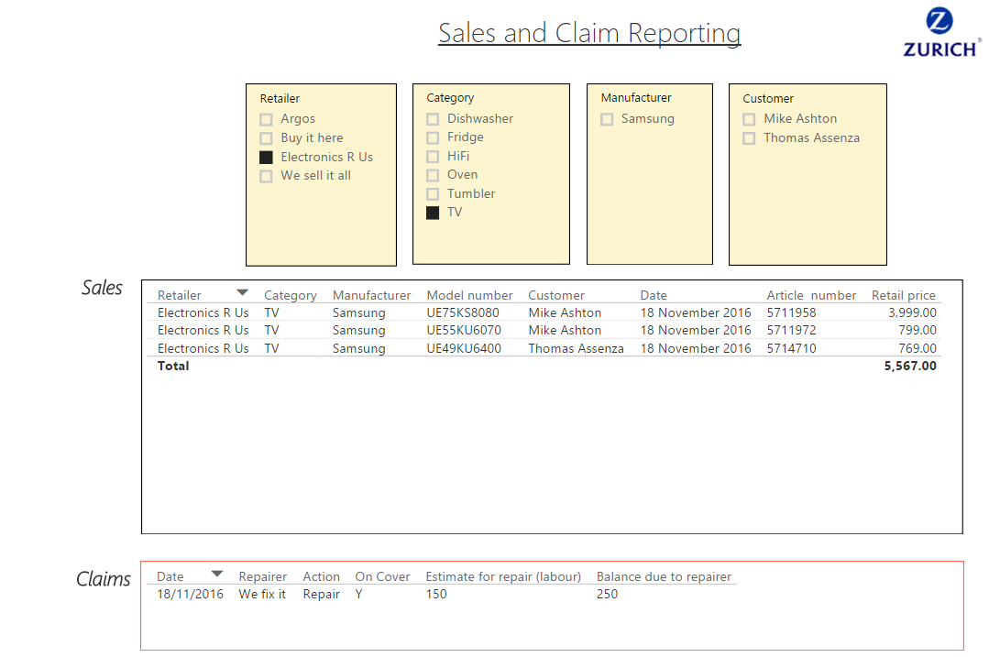 Sales and Claim Reporting
Z
ZURICH®
Retailer
Argos
Buy it here
Electronics R Us
We sell it all
Category
Dishwasher
Fridge
HiFi
Oven
Tumbler
TV
Manufacturer
Samsung
Customer
Mike Ashton
Thomas Assenza
Sales
Retailer Category Manufacturer Model number Customer Date Article number Retail price
Electronics R Us TV Samsung UE75KS8080 Mike Ashton 18 November 2016 5711958 3,999.00
Electronics R Us TV Samsung UE55KU6070 Mike Ashton 18 November 2016 5711972 799.00
Electronics R Us TV Samsung UE49KU6400 Thomas Assenza 18 November 2016 5714710 769.00
Total 5,567.00
Claims
Date Repairer Action On Cover Estimate for repair (labour) Balance due to repairer
18/11/2016 We fix it Repair Y 150 250